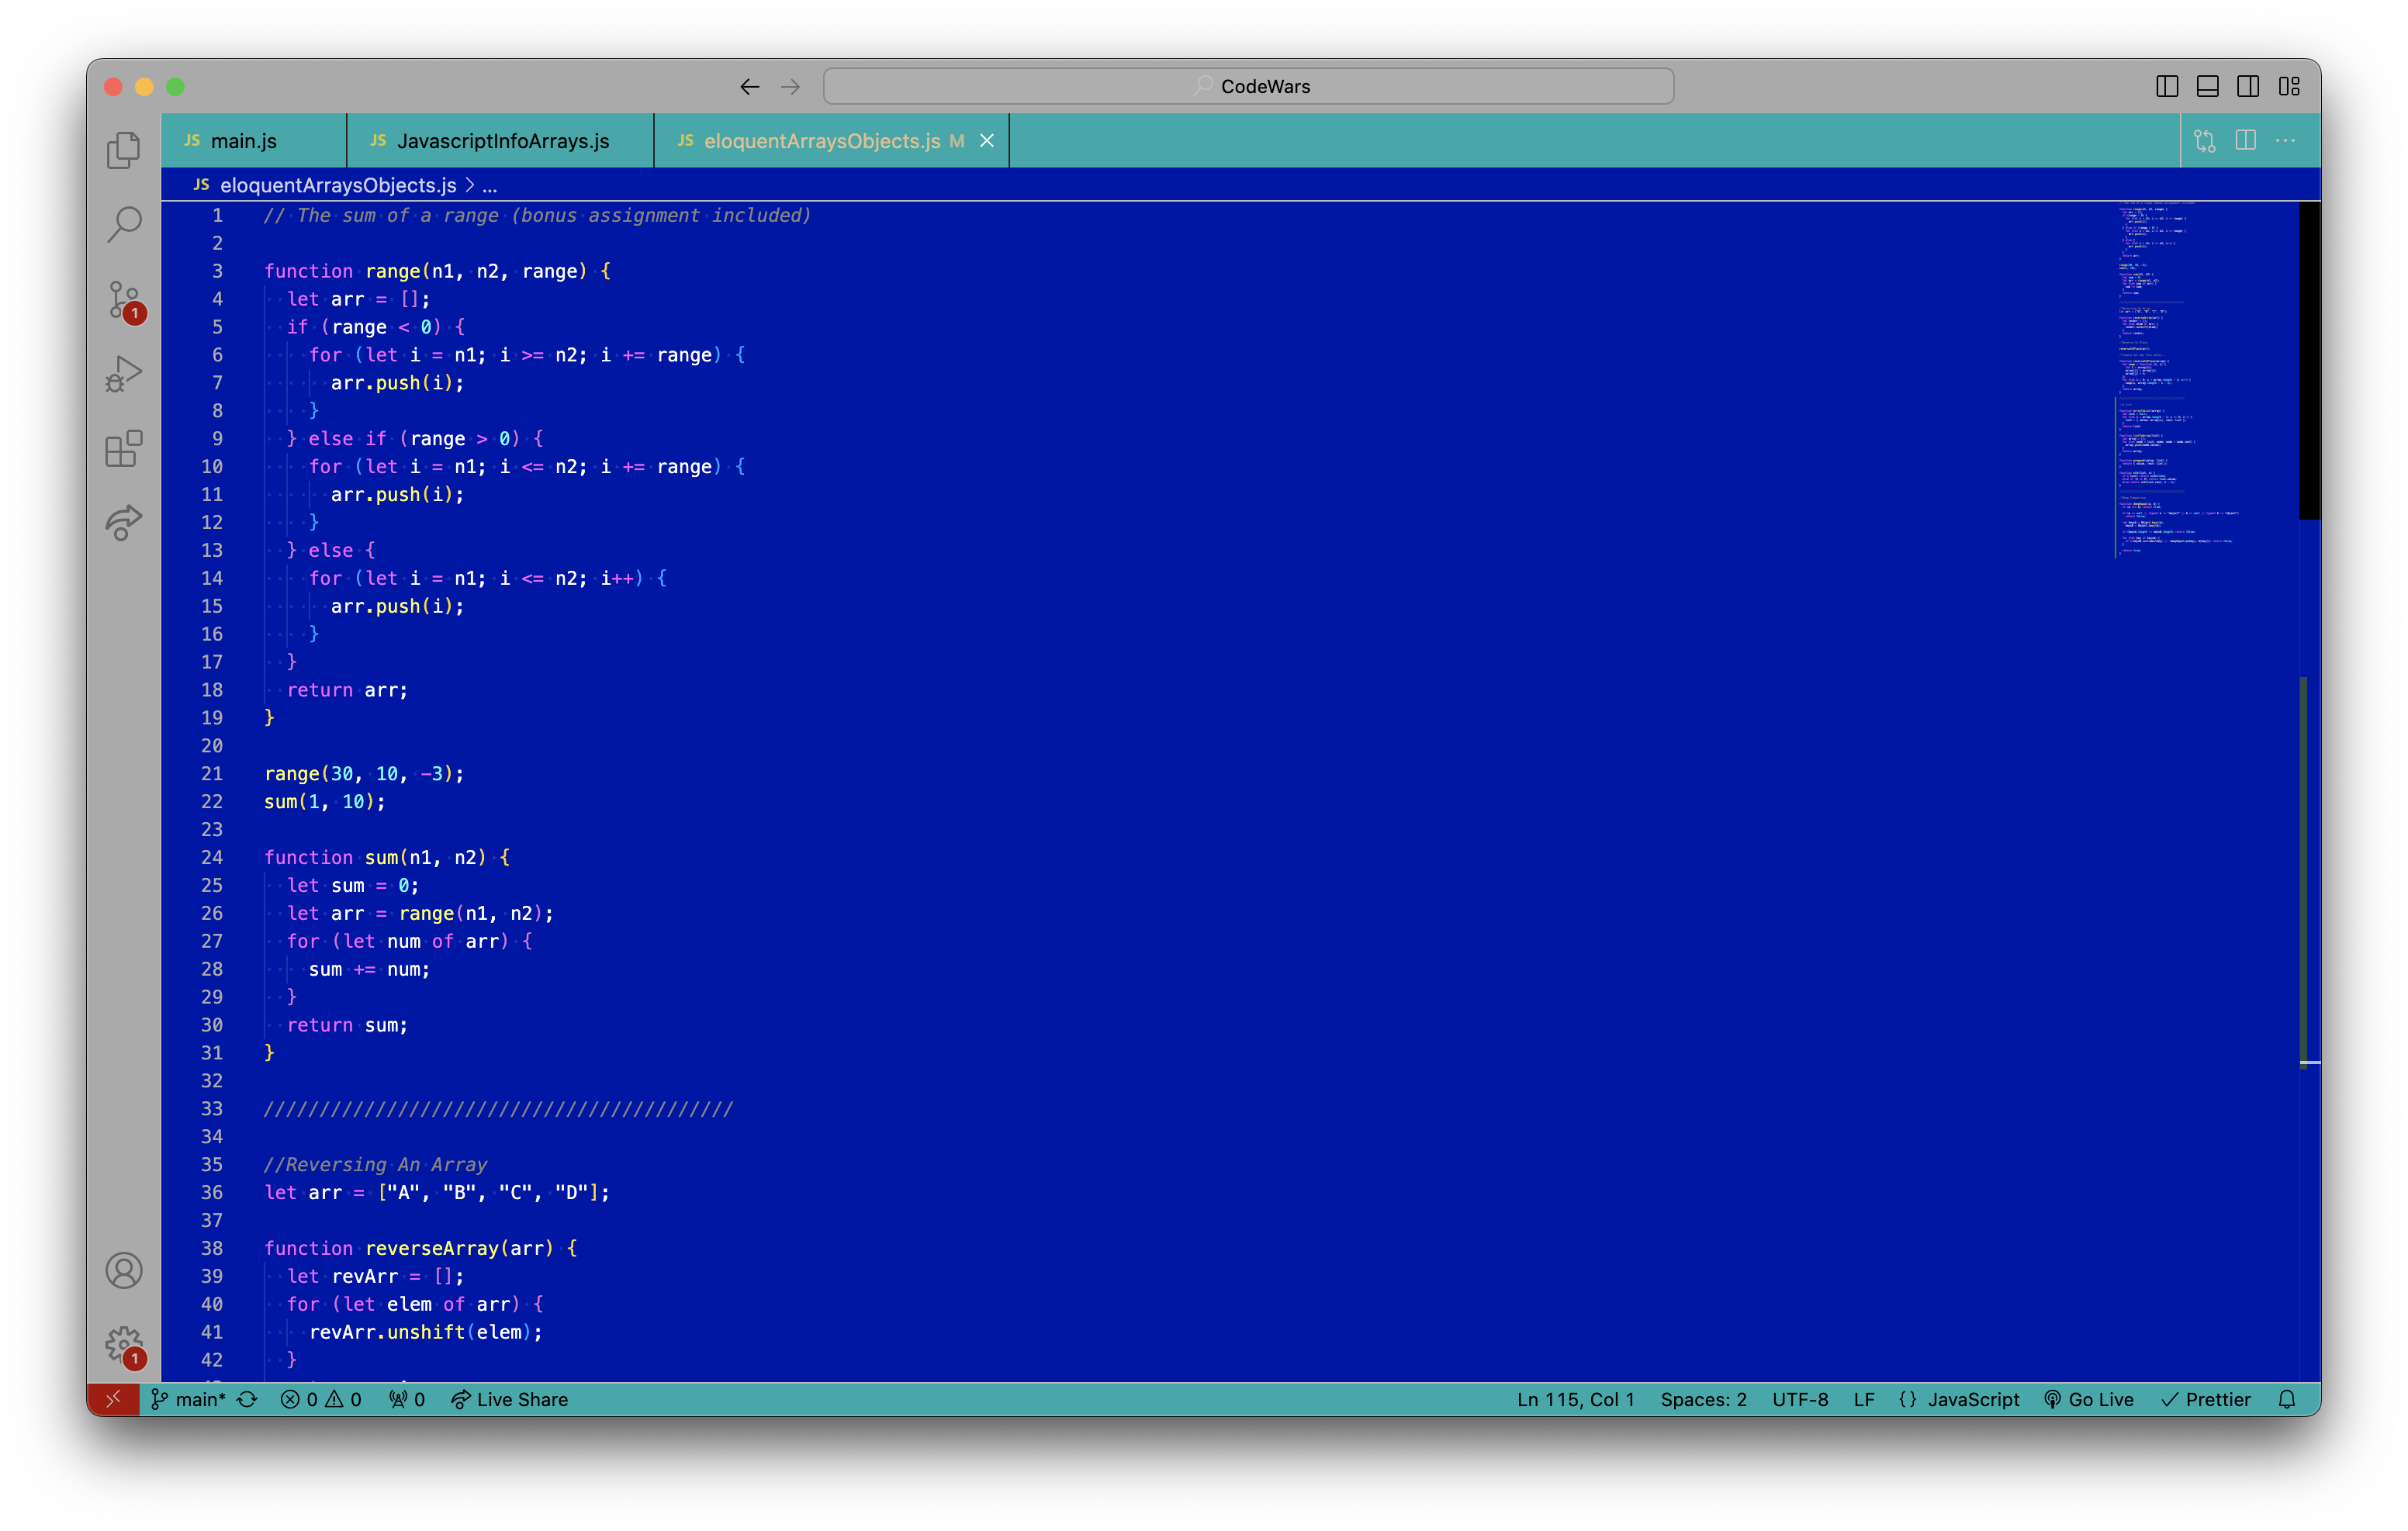 CodeWars
JS main.js
JS JavascriptInfoArrays.js
JS eloquentArraysObjects.js M
JS eloquentArraysObjects.js > ...
1 // The sum of a range (bonus assignment included)
2
3 function range(n1, n2, range) {
4 let arr = [];
5 if (range < 0) {
6 for (let i = n1; i >= n2; i += range) {
7 arr.push(i);
8 }
9 } else if (range > 0) {
10 for (let i = n1; i <= n2; i += range) {
11 arr.push(i);
12 }
13 } else {
14 for (let i = n1; i <= n2; i++) {
15 arr.push(i);
16 }
17 }
18 return arr;
19 }
20
21 range(30, 10, -3);
22 sum(1, 10);
23
24 function sum(n1, n2) {
25 let sum = 0;
26 let arr = range(n1, n2);
27 for (let num of arr) {
28 sum += num;
29 }
30 return sum;
31 }
32
33 //////////////////////////////////////////
34
35 //Reversing An Array
36 let arr = ["A", "B", "C", "D"];
37
38 function reverseArray(arr) {
39 let revArr = [];
40 for (let elem of arr) {
41 revArr.unshift(elem);
42 }
1
1
main* 0 0 0 Live Share Ln 115, Col 1 Spaces: 2 UTF-8 LF {} JavaScript Go Live Prettier